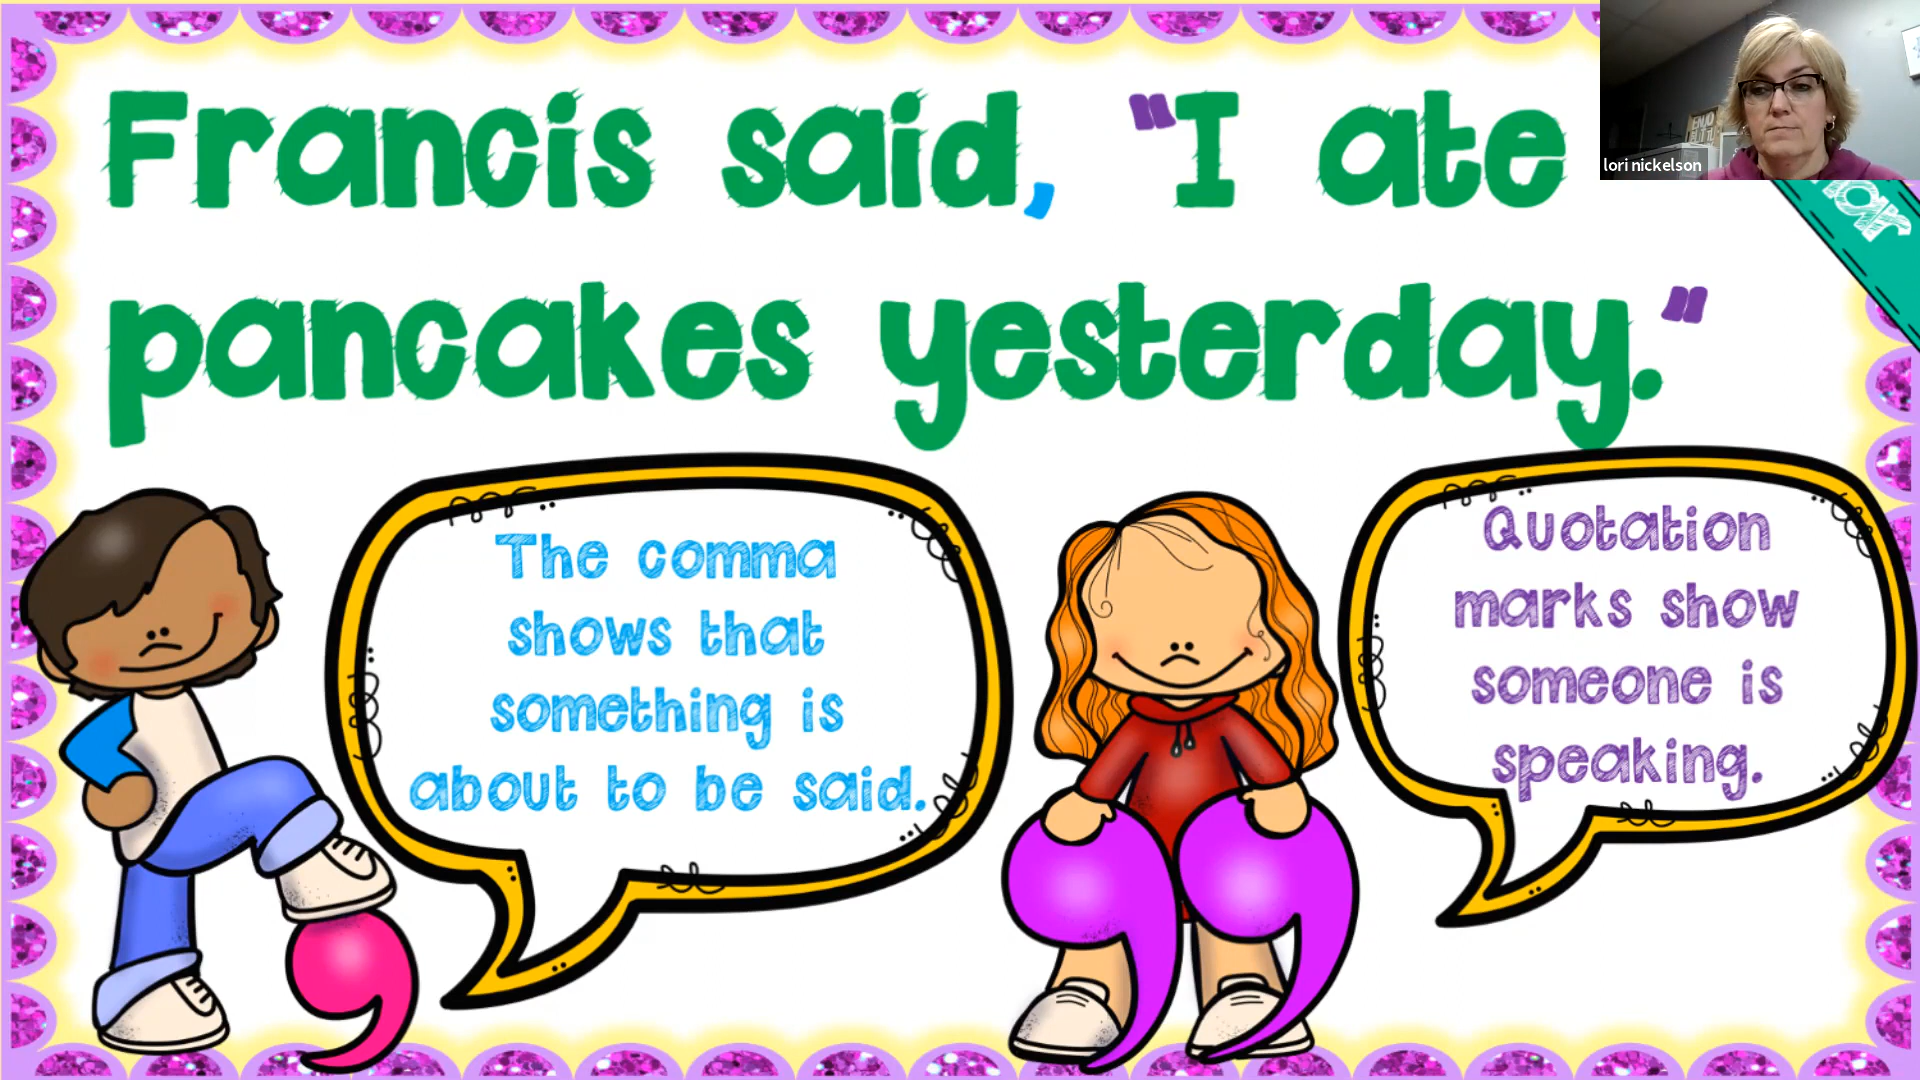 Francis said, "I ate
pancakes yesterday."
lori nickelson
The comma
shows that
something is
about to be said.
Quotation
marks show
someone is
speaking.